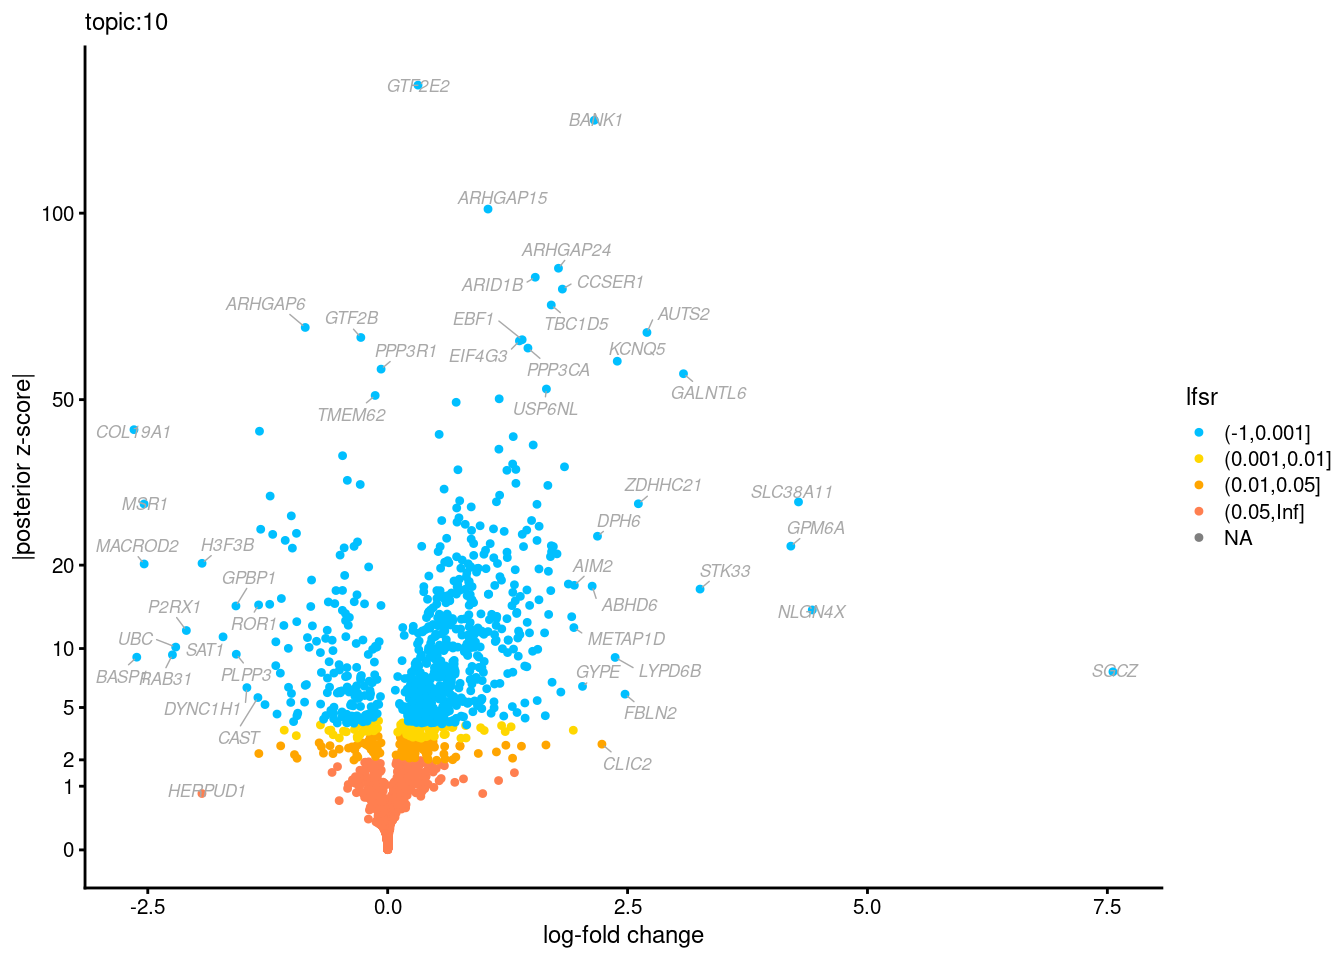 topic:10
GTF2E2
BANK1
ARHGAP15
100
ARHGAP24
ARID1B
CCSER1
ARHGAP6
GTF2B
EBF1
TBC1D5
AUTS2
PPP3R1
EIF4G3
KCNQ5
PPP3CA
GALNTL6
50
TMEM62
USP6NL
COL19A1
MSR1
ZDHHC21
SLC38A11
DPH6
GPM6A
MACROD2
H3F3B
20
GPBP1
AIM2
STK33
P2RX1
ROR1
ABHD6
NLGN4X
UBC
SAT1
METAP1D
10
BASP1
RAB31
PLPP3
GYPE
LYPD6B
DYNC1H1
5
FBLN2
CAST
2
CLIC2
1
HERPUD1
0
-2.5 0.0 2.5 5.0 7.5
log-fold change
|posterior z-score|
lfsr
(-1,0.001]
(0.001,0.01]
(0.01,0.05]
(0.05,Inf]
NA